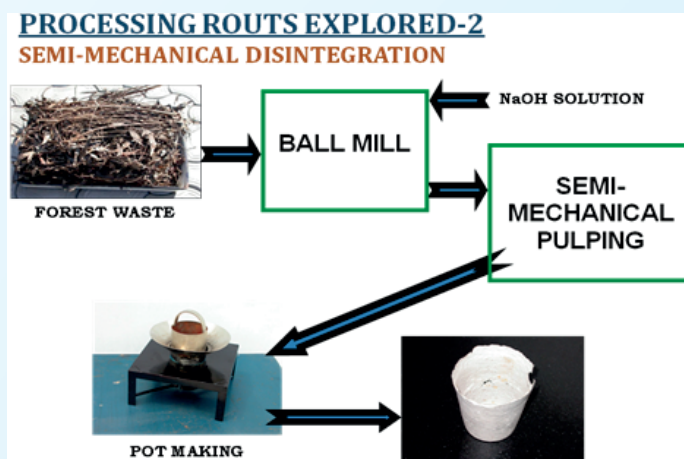 PROCESSING ROUTS EXPLORED-2
SEMI-MECHANICAL DISINTEGRATION
NaOH SOLUTION
BALL MILL
FOREST WASTE
SEMI-
MECHANICAL
PULPING
POT MAKING